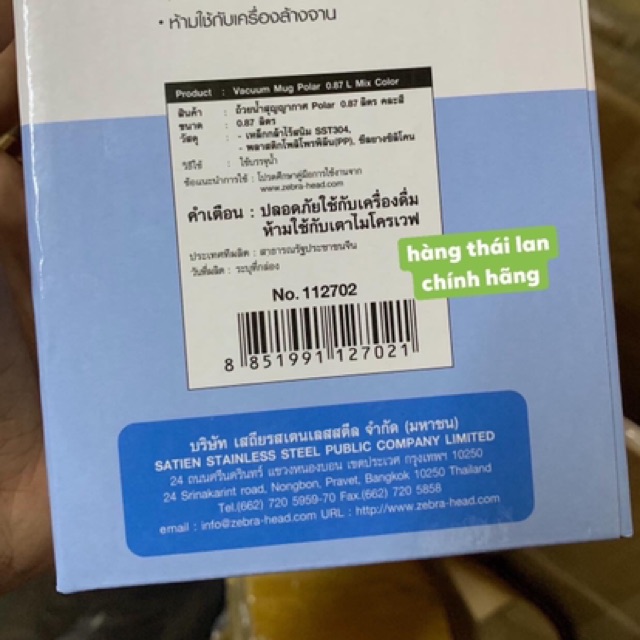 • ห้ามใช้กับเครื่องล้างจาน
Product : Vacuum Mug Polar 0.87 L Mix Color
สินค้า : ถ้วยน้ำสุญญากาศ Polar 0.87 ลิตร คละสี
ขนาด : 0.87 ลิตร
วัสดุ : - เหล็กกล้าไร้สนิม SST304,
- พลาสติกโพลีโพรพิลีน(PP), ซีลยางซิลิโคน
วิธีใช้ : ใช้บรรจุน้ำ
ข้อแนะนำการใช้ : โปรดศึกษาคู่มือการใช้งานจาก
www.zebra-head.com
คำเตือน : ปลอดภัยใช้กับเครื่องดื่ม
ห้ามใช้กับเตาไมโครเวฟ
ประเทศที่ผลิต : สาธารณรัฐประชาชนจีน
วันที่ผลิต : ระบุที่กล่อง
hàng thái lan
chính hãng
No. 112702
8 851991 127021
บริษัท เสถียรสเตนเลสสตีล จำกัด (มหาชน)
SATIEN STAINLESS STEEL PUBLIC COMPANY LIMITED
24 ถนนศรีนครินทร์ แขวงหนองบอน เขตประเวศ กรุงเทพฯ 10250
24 Srinakarint road, Nongbon, Pravet, Bangkok 10250 Thailand
Tel.(662) 720 5959-70 Fax.(662) 720 5858
email : info@zebra-head.com URL : http://www.zebra-head.com